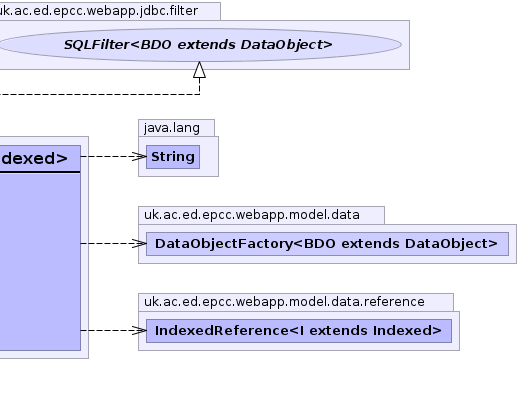 uk.ac.ed.epcc.webapp.jdbc.filter
SQLFilter<BDO extends DataObject>
java.lang
dexed>
String
uk.ac.ed.epcc.webapp.model.data
DataObjectFactory<BDO extends DataObject>
uk.ac.ed.epcc.webapp.model.data.reference
IndexedReference<I extends Indexed>